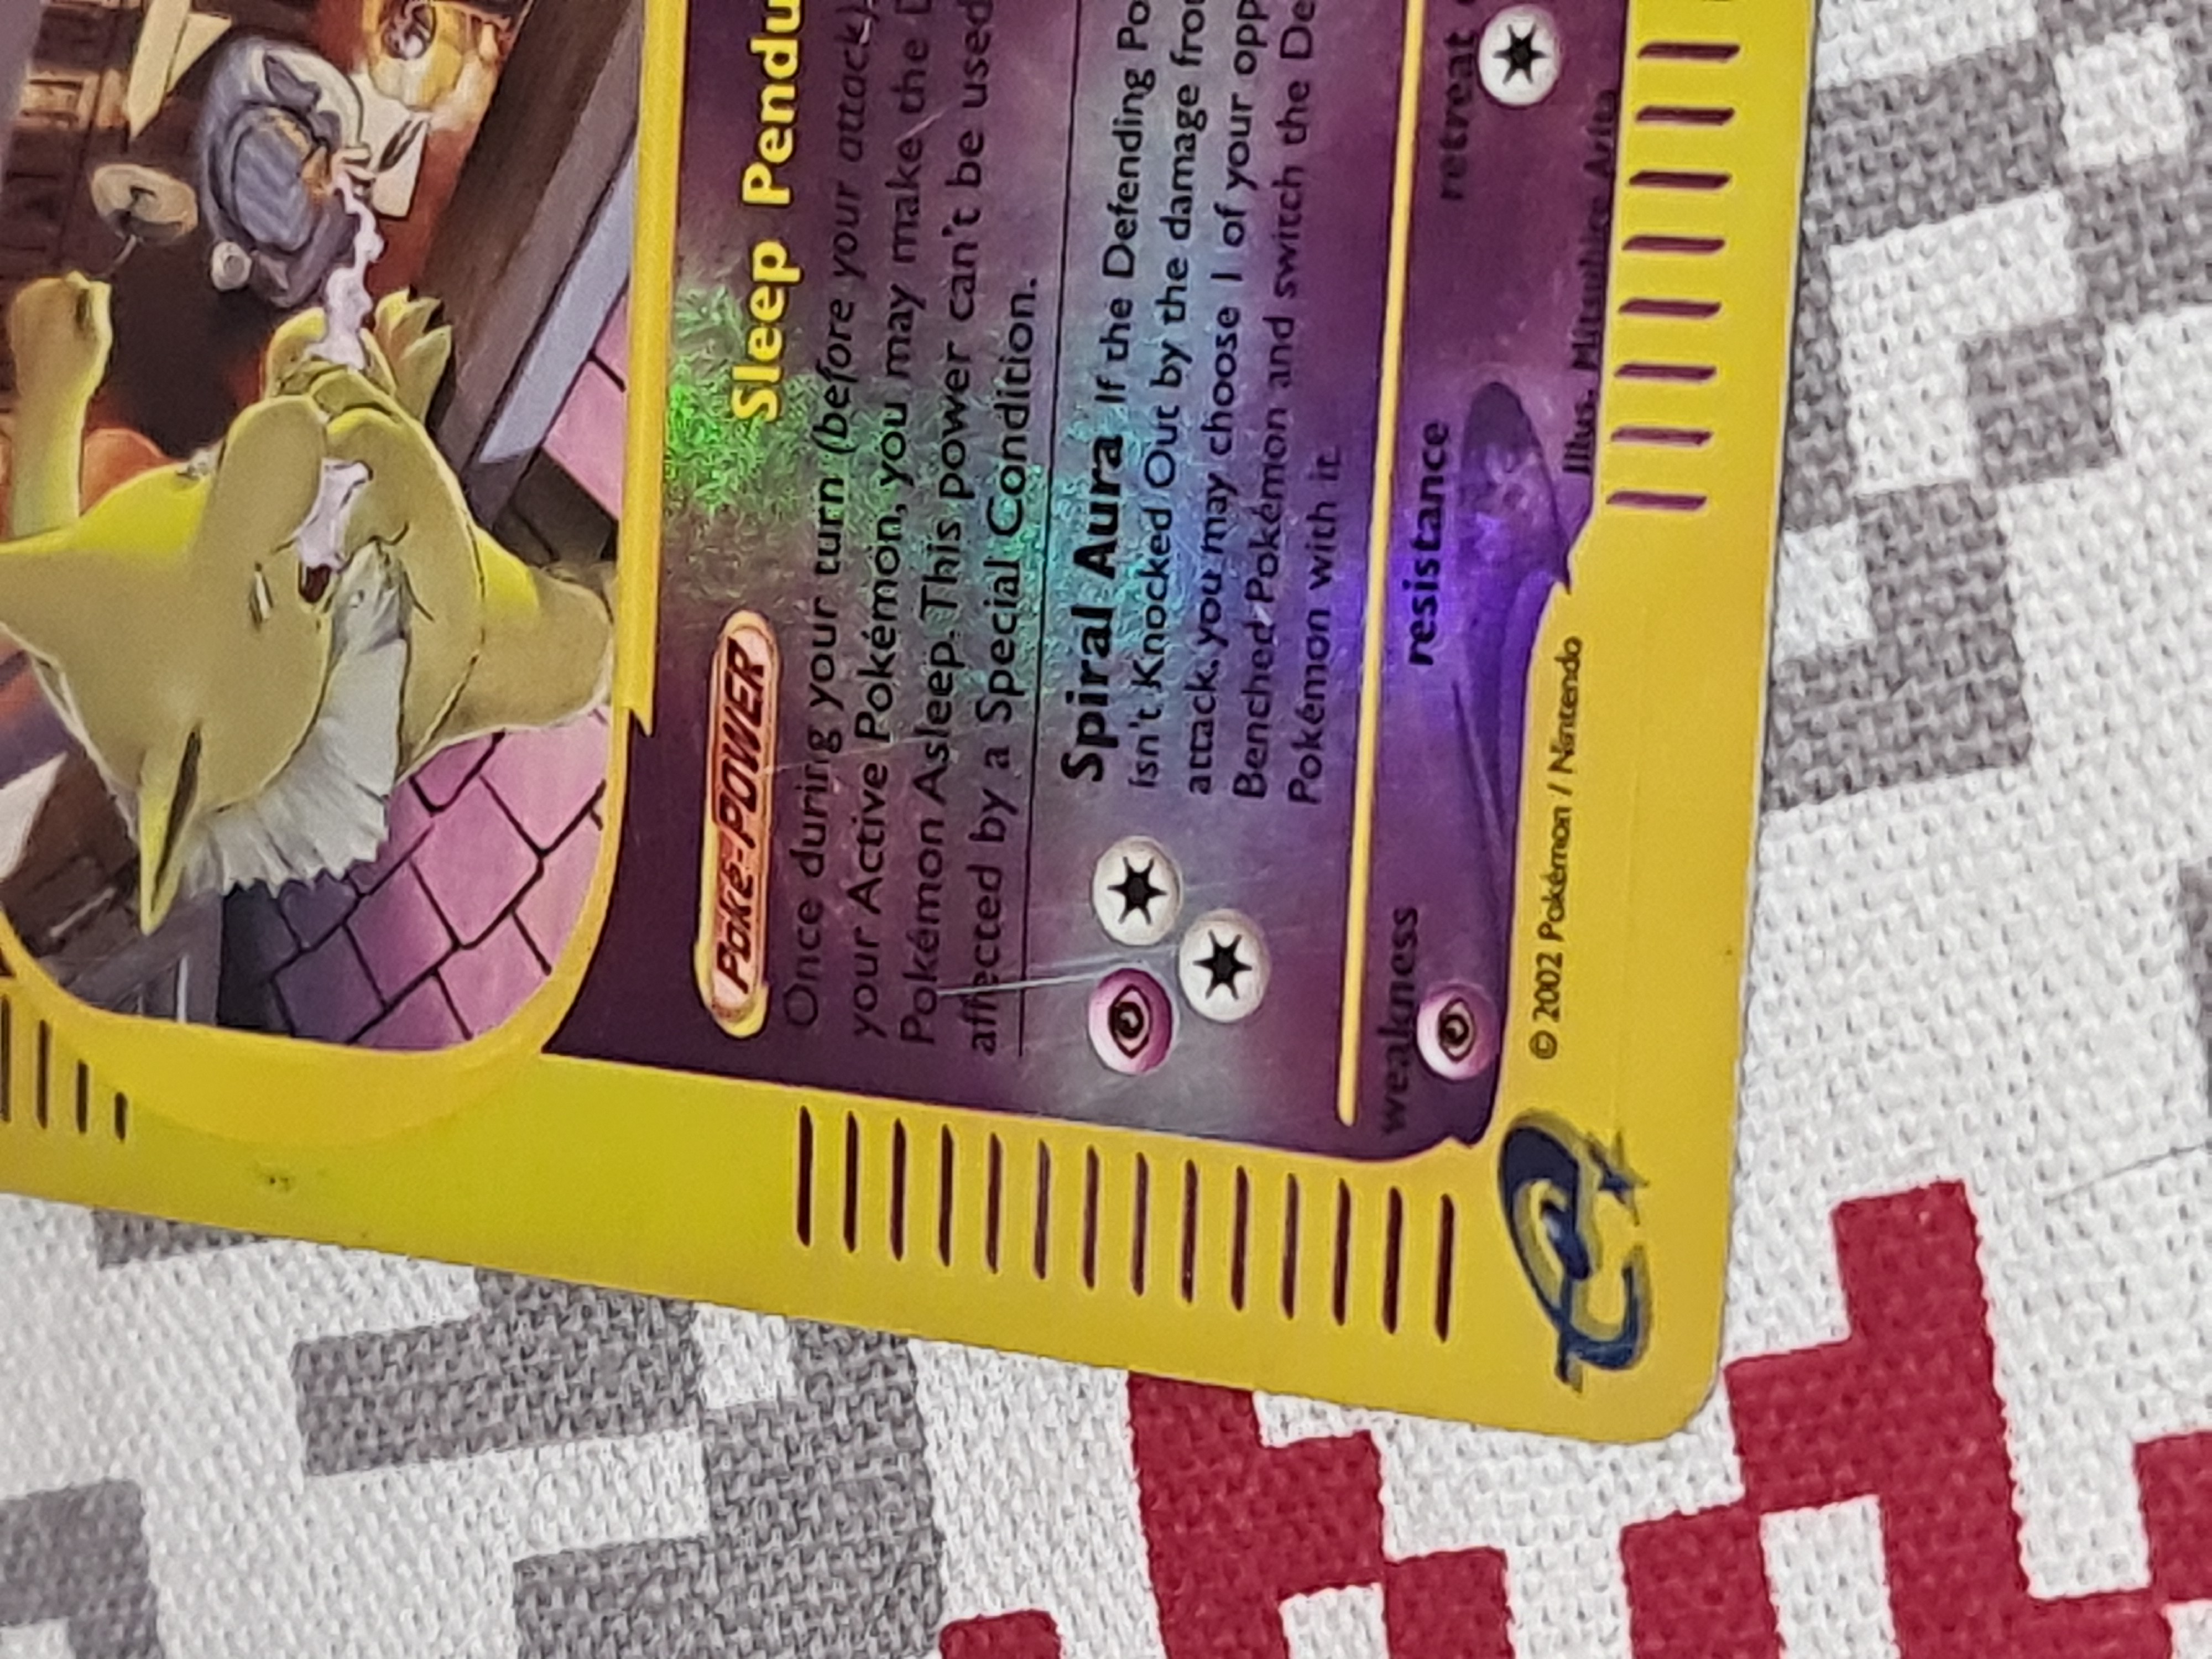 Poké-POWER Sleep Pendu
Once during your turn (before your attack)
your Active Pokémon, you may make the D
Pokémon Asleep. This power can't be used
affected by a Special Condition.
Spiral Aura If the Defending Po
isn't Knocked Out by the damage fro
attack, you may choose 1 of your opp
Benched Pokémon and switch the De
Pokémon with it.
weakness resistance retreat
Illus. Mitsuhiro Arita
© 2002 Pokémon / Nintendo
e